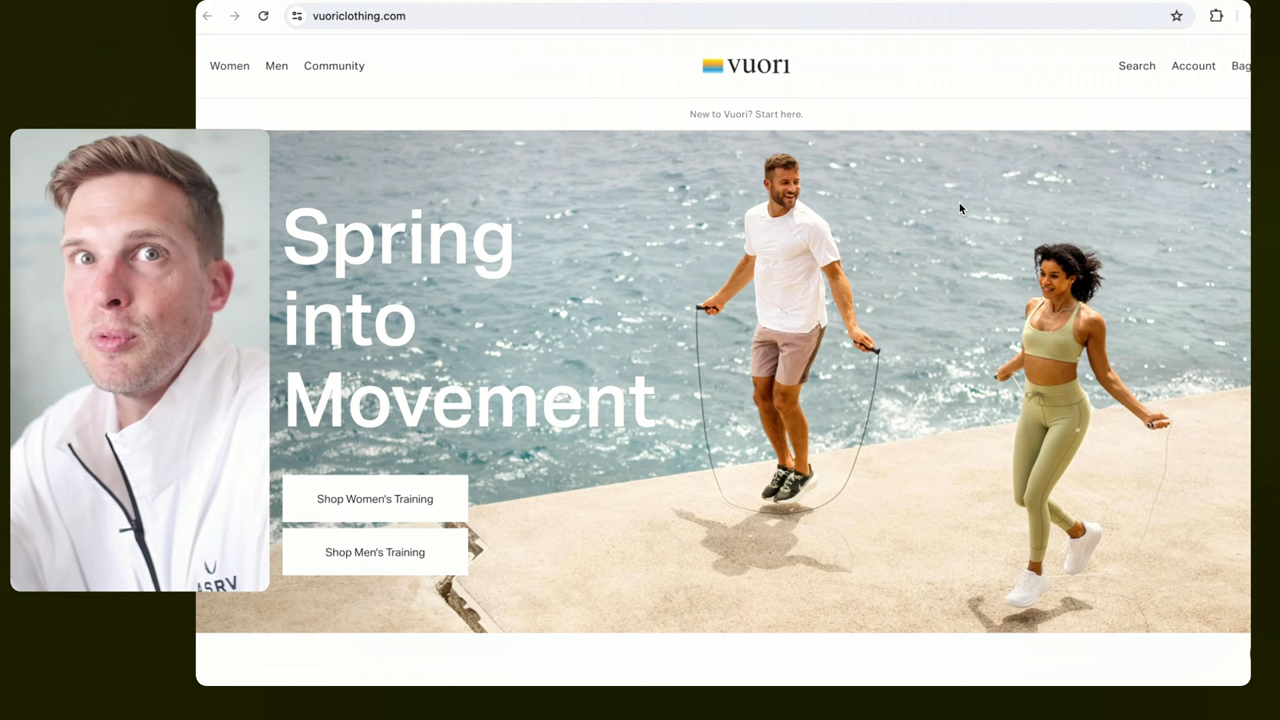 vuoriclothing.com
Women Men Community
vuori
Search Account Bag
New to Vuori? Start here.
Spring
into
Movement
Shop Women's Training
Shop Men's Training
ASRV